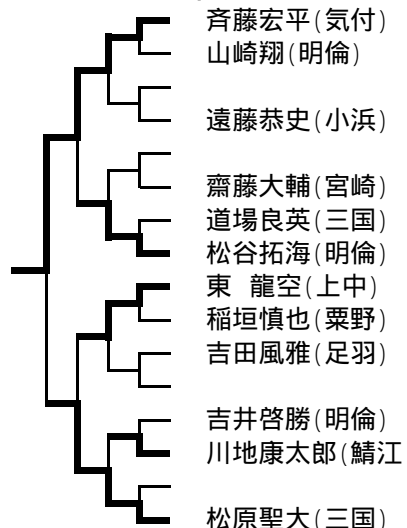 斉藤宏平(気付)
山崎翔(明倫)
遠藤恭史(小浜)
齋藤大輔(宮崎)
道場良英(三国)
松谷拓海(明倫)
東 龍空(上中)
稲垣慎也(粟野)
吉田風雅(足羽)
吉井啓勝(明倫)
川地康太郎(鯖江
松原聖大(三国)